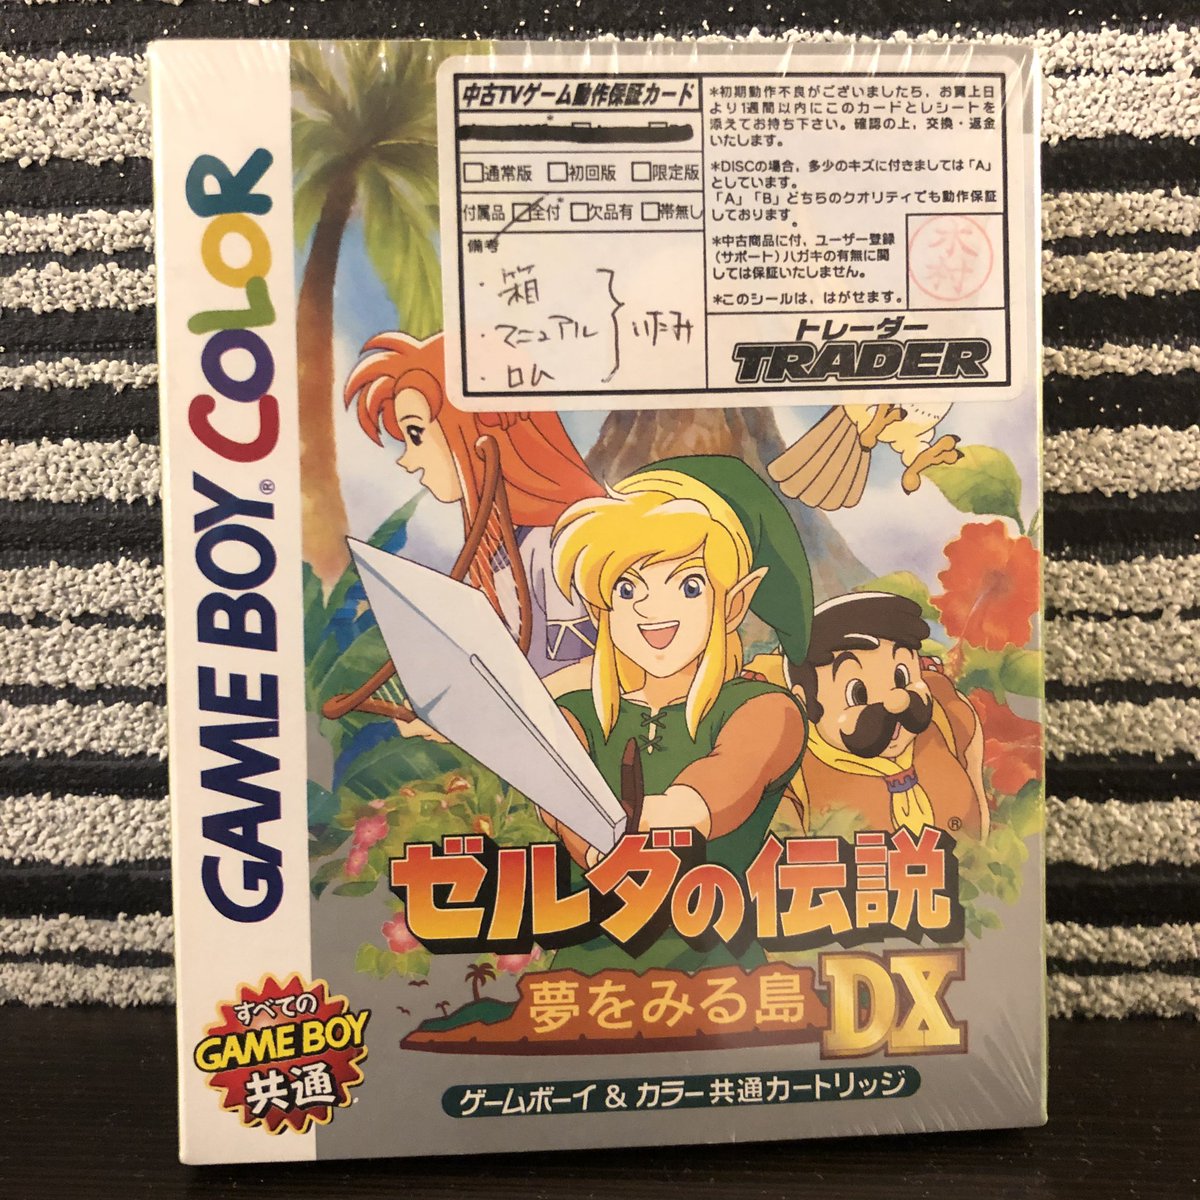 中古TVゲーム動作保証カード
□通常版 □初回版 □限定版
付属品 ☑全付* □欠品有 □帯無し
備考
・箱
・マニュアル
・ロム
いたみ
*初期動作不良がございましたら，お買上日
より1週間以内にこのカードとレシートを
添えてお持ち下さい。確認の上，交換・返金
いたします。
*DISCの場合，多少のキズに付きましては「A」
としています。
「A」「B」どちらのクオリティても動作保証
しております。
*中古商品に付，ユーザー登録
（サポート）ハガキの有無に関
しては保証いたしません。
*このシールは，はがせます。
木村
トレーダー
TRADER
GAME BOY COLOR
®
ゼルダの伝説®
夢をみる島DX
ゲームボーイ & カラー共通カートリッジ
すべての
GAME BOY
共通